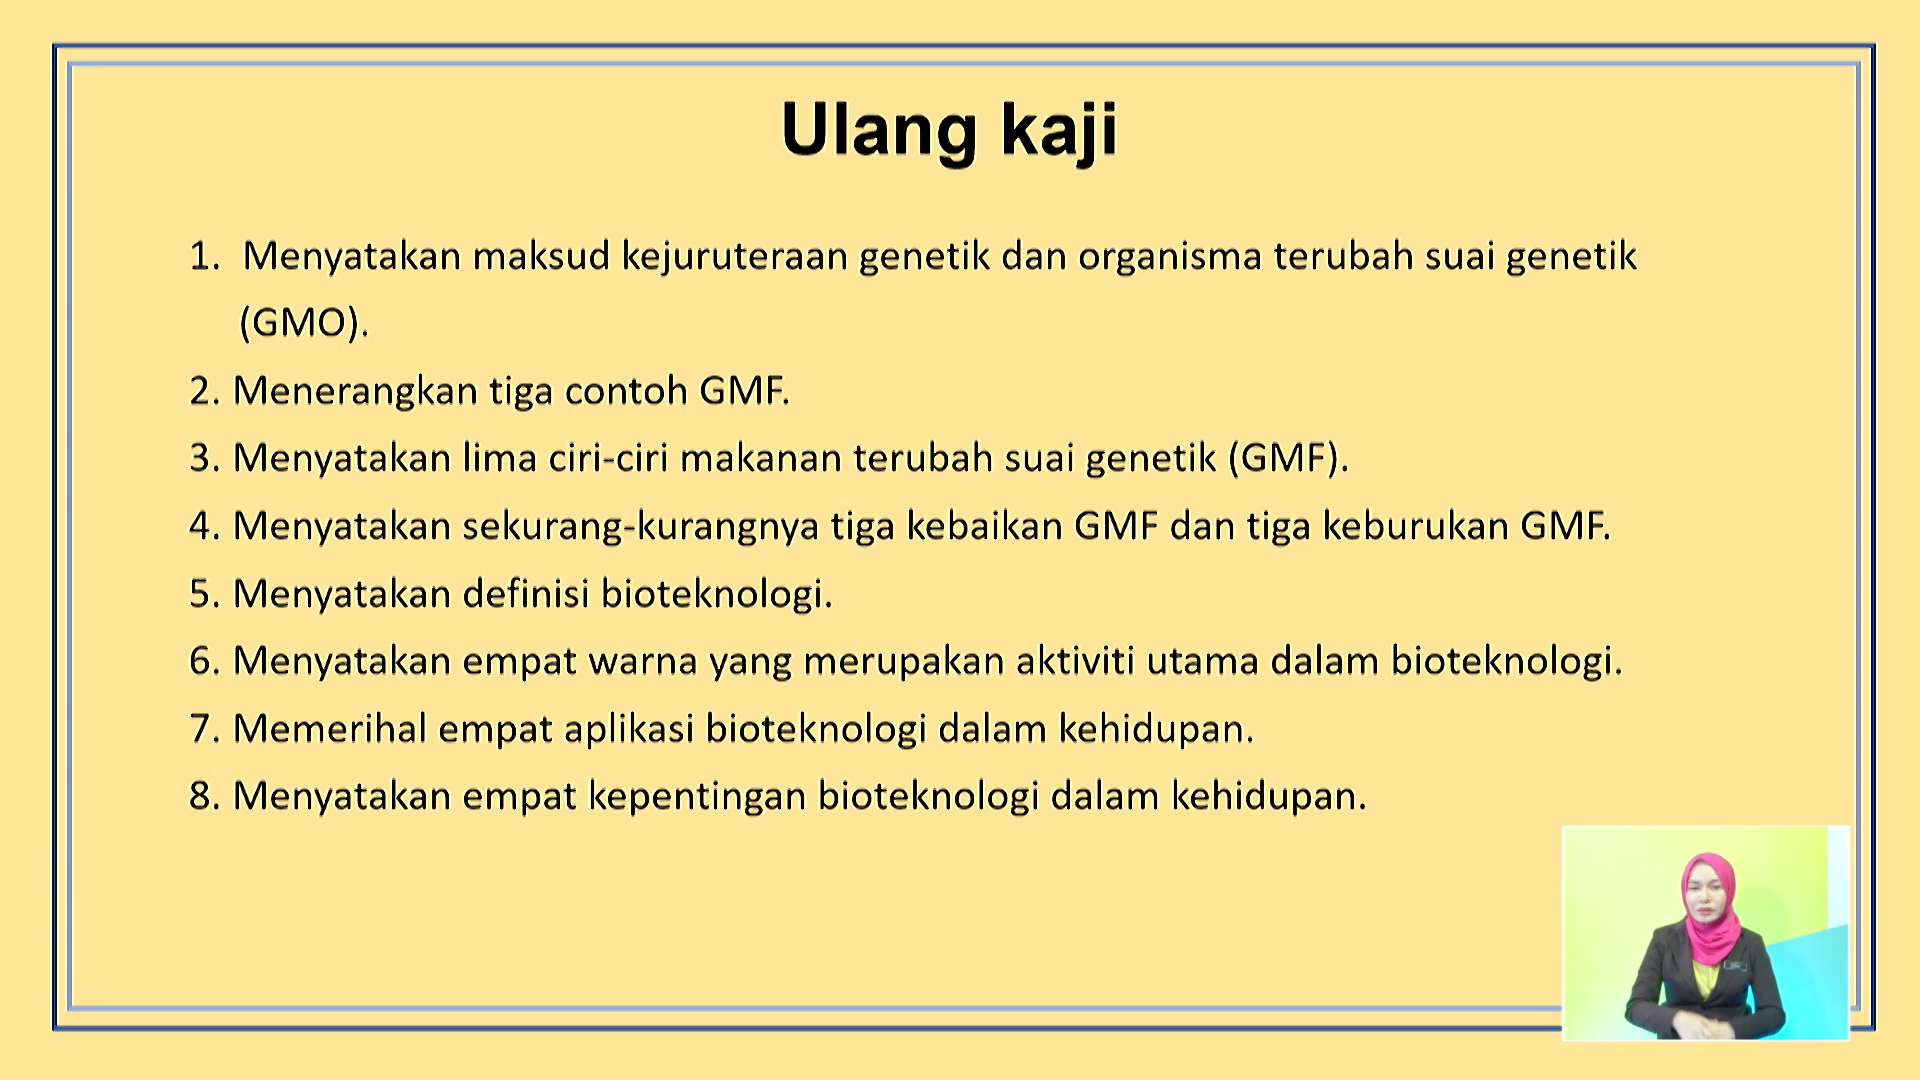 Ulang kaji
1. Menyatakan maksud kejuruteraan genetik dan organisma terubah suai genetik
(GMO).
2. Menerangkan tiga contoh GMF.
3. Menyatakan lima ciri-ciri makanan terubah suai genetik (GMF).
4. Menyatakan sekurang-kurangnya tiga kebaikan GMF dan tiga keburukan GMF.
5. Menyatakan definisi bioteknologi.
6. Menyatakan empat warna yang merupakan aktiviti utama dalam bioteknologi.
7. Memerihal empat aplikasi bioteknologi dalam kehidupan.
8. Menyatakan empat kepentingan bioteknologi dalam kehidupan.